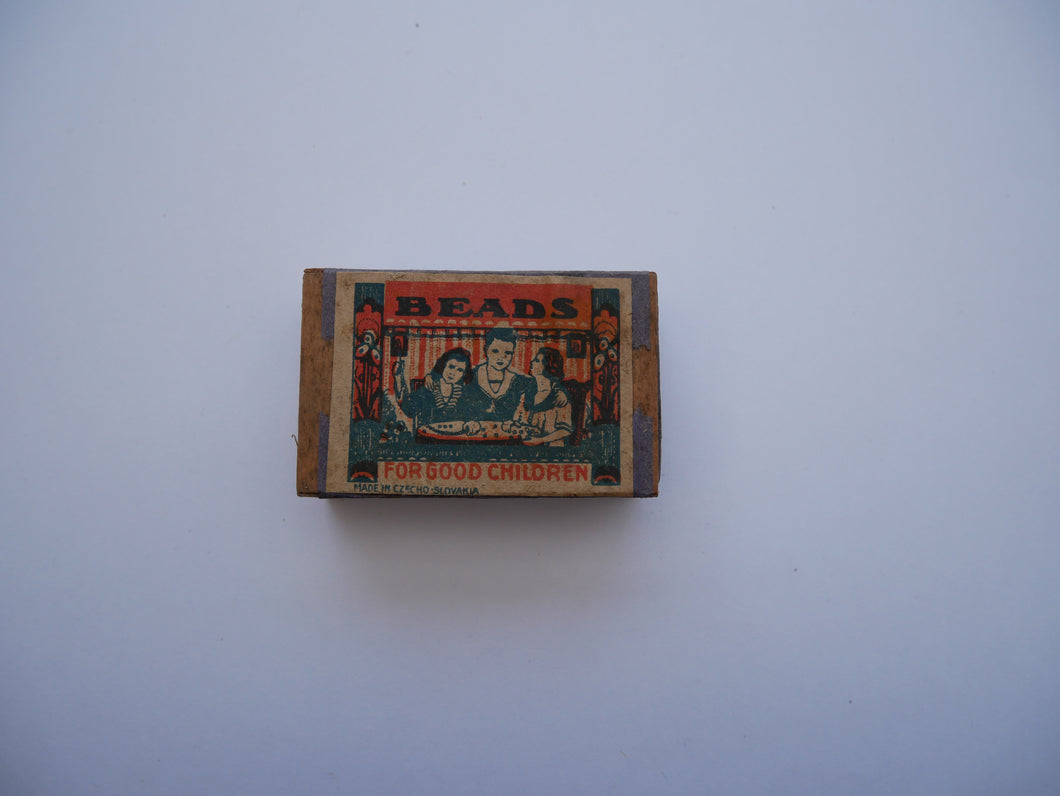 BEADS
FOR GOOD CHILDREN
MADE IN CZECHO-SLOVAKIA